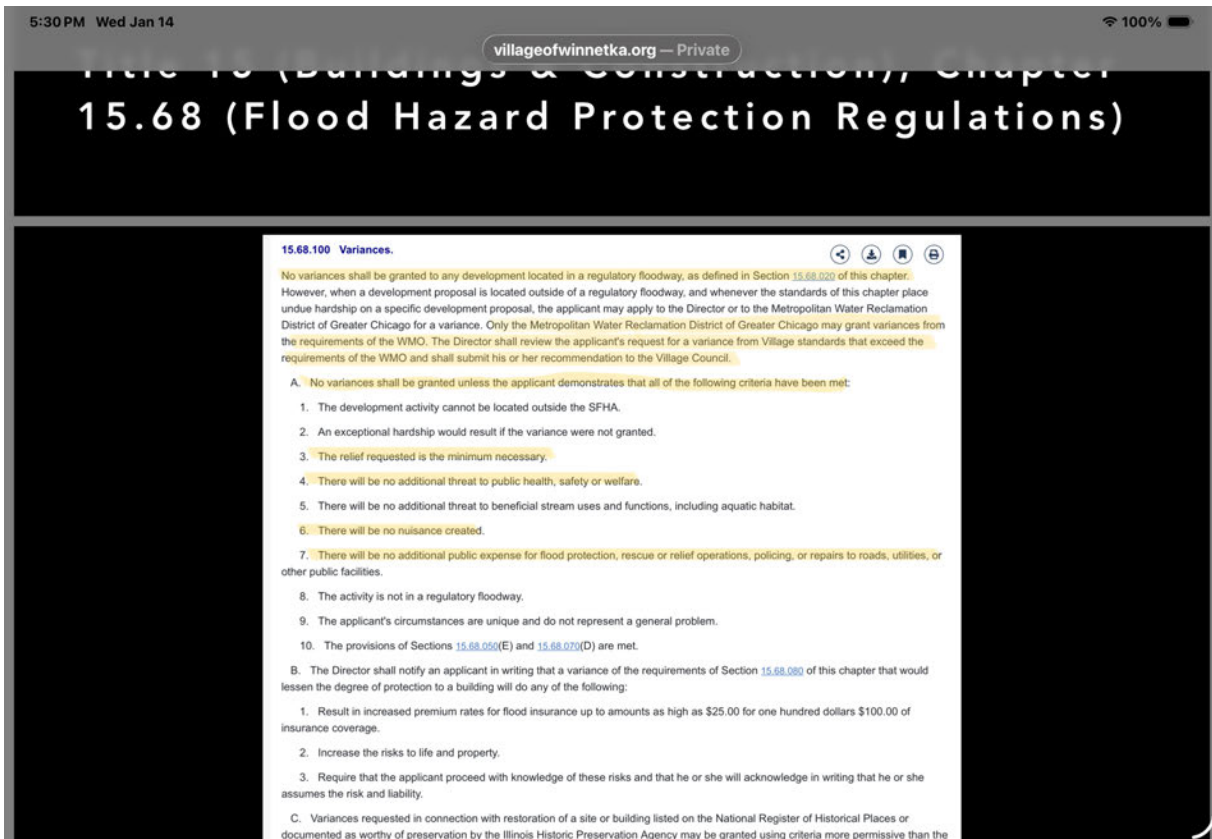 5:30 PM Wed Jan 14
100%
villageofwinnetka.org — Private
Title 15 (Buildings & Construction), Chapter
15.68 (Flood Hazard Protection Regulations)
15.68.100 Variances.
No variances shall be granted to any development located in a regulatory floodway, as defined in Section 15.68.020 of this chapter.
However, when a development proposal is located outside of a regulatory floodway, and whenever the standards of this chapter place
undue hardship on a specific development proposal, the applicant may apply to the Director or to the Metropolitan Water Reclamation
District of Greater Chicago for a variance. Only the Metropolitan Water Reclamation District of Greater Chicago may grant variances from
the requirements of the WMO. The Director shall review the applicant's request for a variance from Village standards that exceed the
requirements of the WMO and shall submit his or her recommendation to the Village Council.
A. No variances shall be granted unless the applicant demonstrates that all of the following criteria have been met:
1. The development activity cannot be located outside the SFHA.
2. An exceptional hardship would result if the variance were not granted.
3. The relief requested is the minimum necessary.
4. There will be no additional threat to public health, safety or welfare.
5. There will be no additional threat to beneficial stream uses and functions, including aquatic habitat.
6. There will be no nuisance created.
7. There will be no additional public expense for flood protection, rescue or relief operations, policing, or repairs to roads, utilities, or
other public facilities.
8. The activity is not in a regulatory floodway.
9. The applicant's circumstances are unique and do not represent a general problem.
10. The provisions of Sections 15.68.050(E) and 15.68.070(D) are met.
B. The Director shall notify an applicant in writing that a variance of the requirements of Section 15.68.080 of this chapter that would
lessen the degree of protection to a building will do any of the following:
1. Result in increased premium rates for flood insurance up to amounts as high as $25.00 for one hundred dollars $100.00 of
insurance coverage.
2. Increase the risks to life and property.
3. Require that the applicant proceed with knowledge of these risks and that he or she will acknowledge in writing that he or she
assumes the risk and liability.
C. Variances requested in connection with restoration of a site or building listed on the National Register of Historical Places or
documented as worthy of preservation by the Illinois Historic Preservation Agency may be granted using criteria more permissive than the